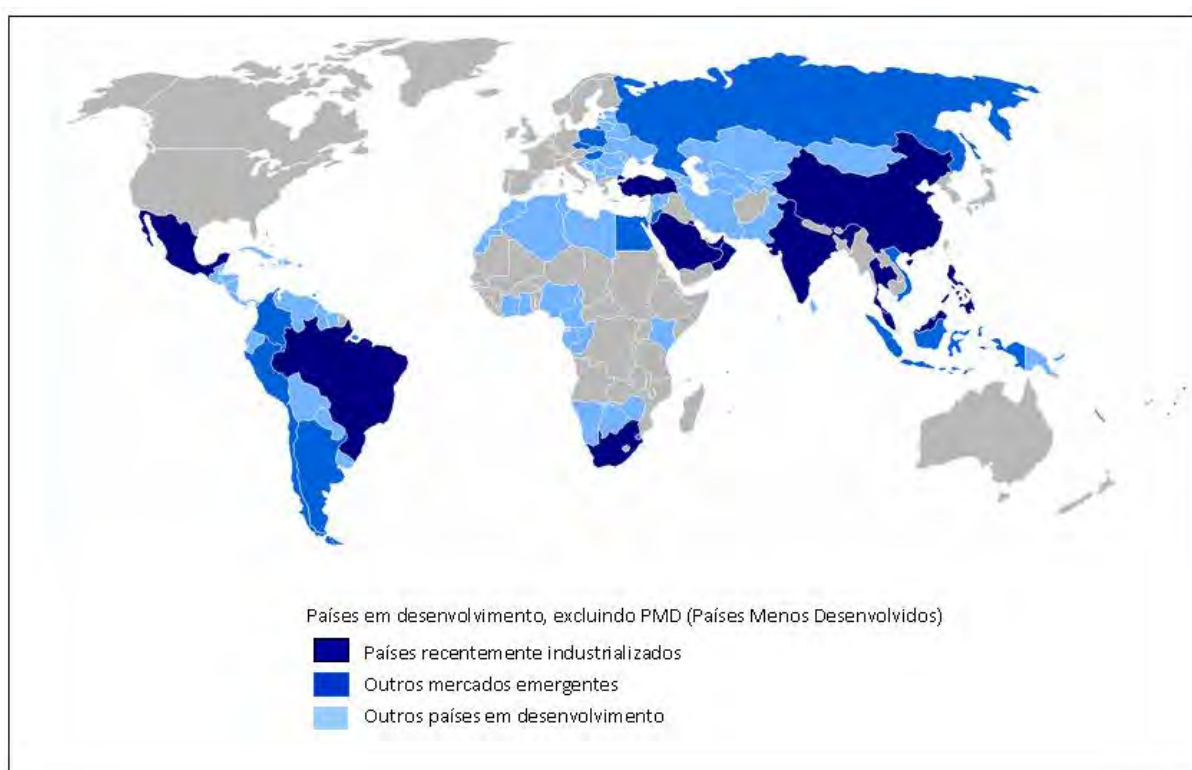 Países em desenvolvimento, excluindo PMD (Países Menos Desenvolvidos)
Países recentemente industrializados
Outros mercados emergentes
Outros países em desenvolvimento